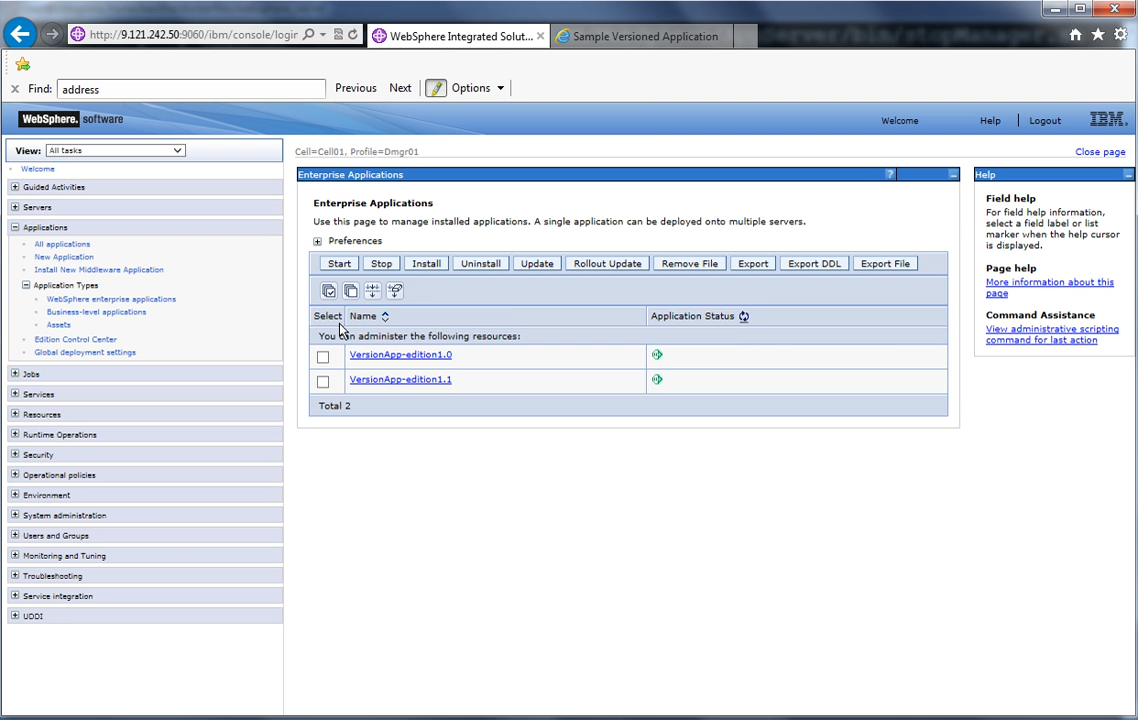 http://9.121.242.50:9060/ibm/console/login
WebSphere Integrated Solut...
Sample Versioned Application
Find: address
Previous Next Options
WebSphere. software
Welcome Help Logout IBM.
View: All tasks
Cell=Cell01, Profile=Dmgr01
Close page
Welcome
Guided Activities
Servers
Applications
All applications
New Application
Install New Middleware Application
Application Types
WebSphere enterprise applications
Business-level applications
Assets
Edition Control Center
Global deployment settings
Jobs
Services
Resources
Runtime Operations
Security
Operational policies
Environment
System administration
Users and Groups
Monitoring and Tuning
Troubleshooting
Service integration
UDDI
Enterprise Applications
?
Enterprise Applications
Use this page to manage installed applications. A single application can be deployed onto multiple servers.
Preferences
Start Stop Install Uninstall Update Rollout Update Remove File Export Export DDL Export File
Select Name Application Status
You can administer the following resources:
VersionApp-edition1.0
VersionApp-edition1.1
Total 2
Help
Field help
For field help information,
select a field label or list
marker when the help cursor
is displayed.
Page help
More information about this
page
Command Assistance
View administrative scripting
command for last action